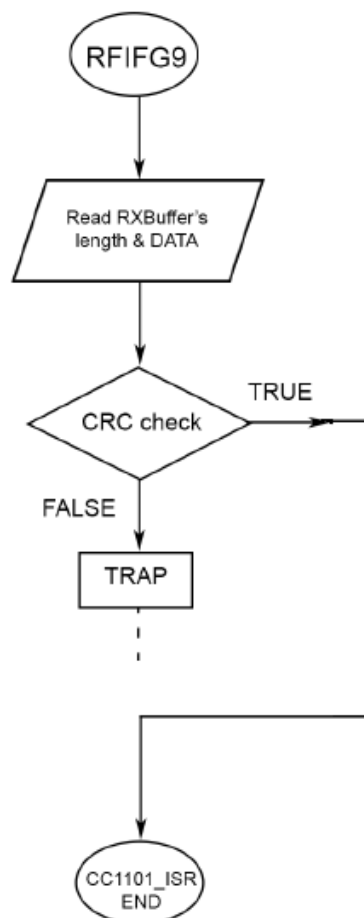 RFIFG9
Read RXBuffer's
length & DATA
CRC check
TRUE
FALSE
TRAP
CC1101_ISR
END